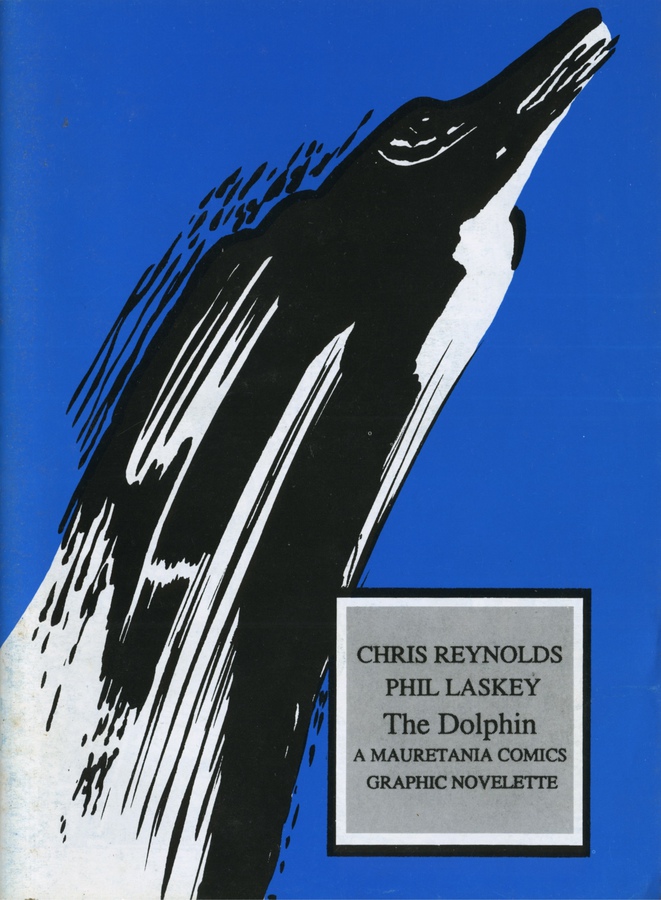 CHRIS REYNOLDS
PHIL LASKEY
The Dolphin
A MAURETANIA COMICS
GRAPHIC NOVELETTE